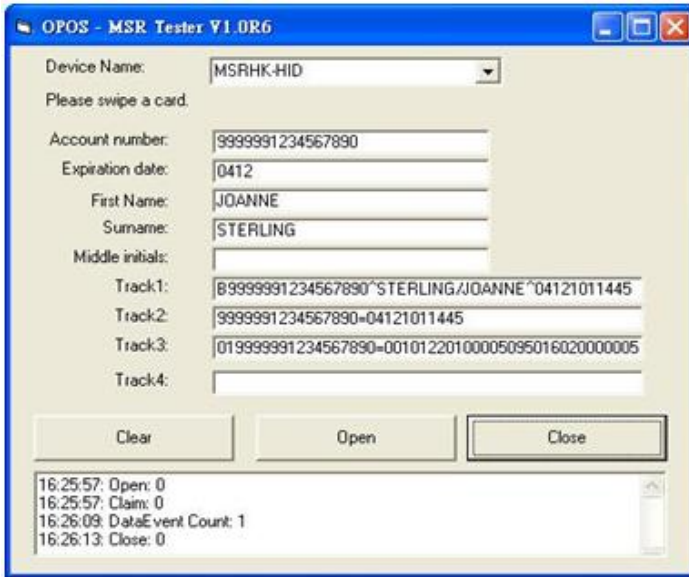 OPOS - MSR Tester V1.0R6
Device Name: MSRHK-HID
Please swipe a card.
Account number: 9999991234567890
Expiration date: 0412
First Name: JOANNE
Surname: STERLING
Middle initials:
Track1: B9999991234567890^STERLING/JOANNE^04121011445
Track2: 9999991234567890=04121011445
Track3: 019999991234567890=00101220100005095016020000005
Track4:
Clear Open Close
16:25:57: Open: 0
16:25:57: Claim: 0
16:26:09: DataEvent Count: 1
16:26:13: Close: 0